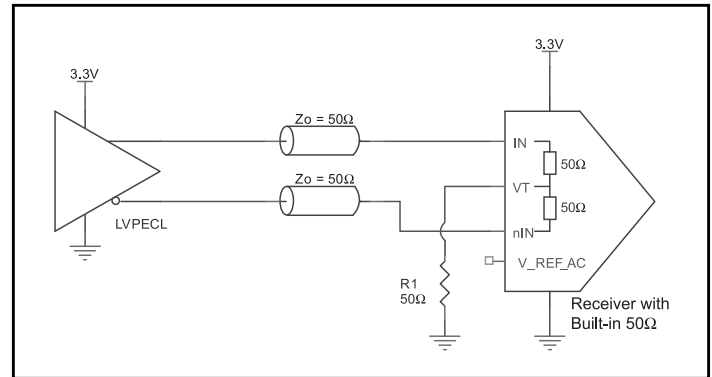 3.3V
3.3V
Zo = 50Ω
IN
50Ω
Zo = 50Ω
VT
50Ω
LVPECL
nIN
V_REF_AC
R1
50Ω
Receiver with
Built-in 50Ω